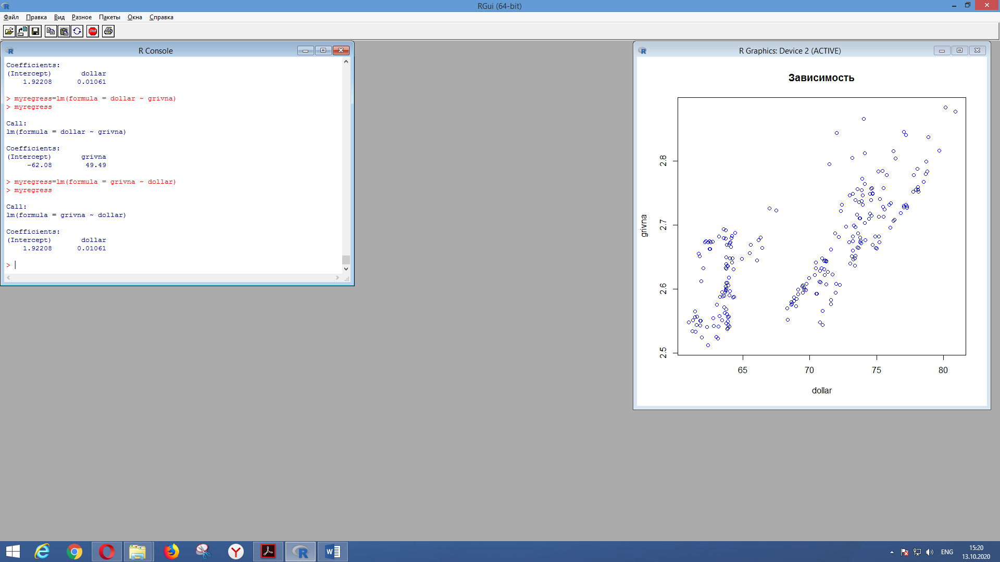 RGui (64-bit)
Файл Правка Вид Разное Пакеты Окна Справка
STOP
R Console
Coefficients:
(Intercept)       dollar
    1.92208      0.01061
> myregress=lm(formula = dollar ~ grivna)
> myregress
Call:
lm(formula = dollar ~ grivna)
Coefficients:
(Intercept)       grivna
     -62.08        49.49
> myregress=lm(formula = grivna ~ dollar)
> myregress
Call:
lm(formula = grivna ~ dollar)
Coefficients:
(Intercept)       dollar
    1.92208      0.01061
>
R Graphics: Device 2 (ACTIVE)
Зависимость
grivna
2.8
2.7
2.6
2.5
65 70 75 80
dollar
ENG
15:20
13.10.2020